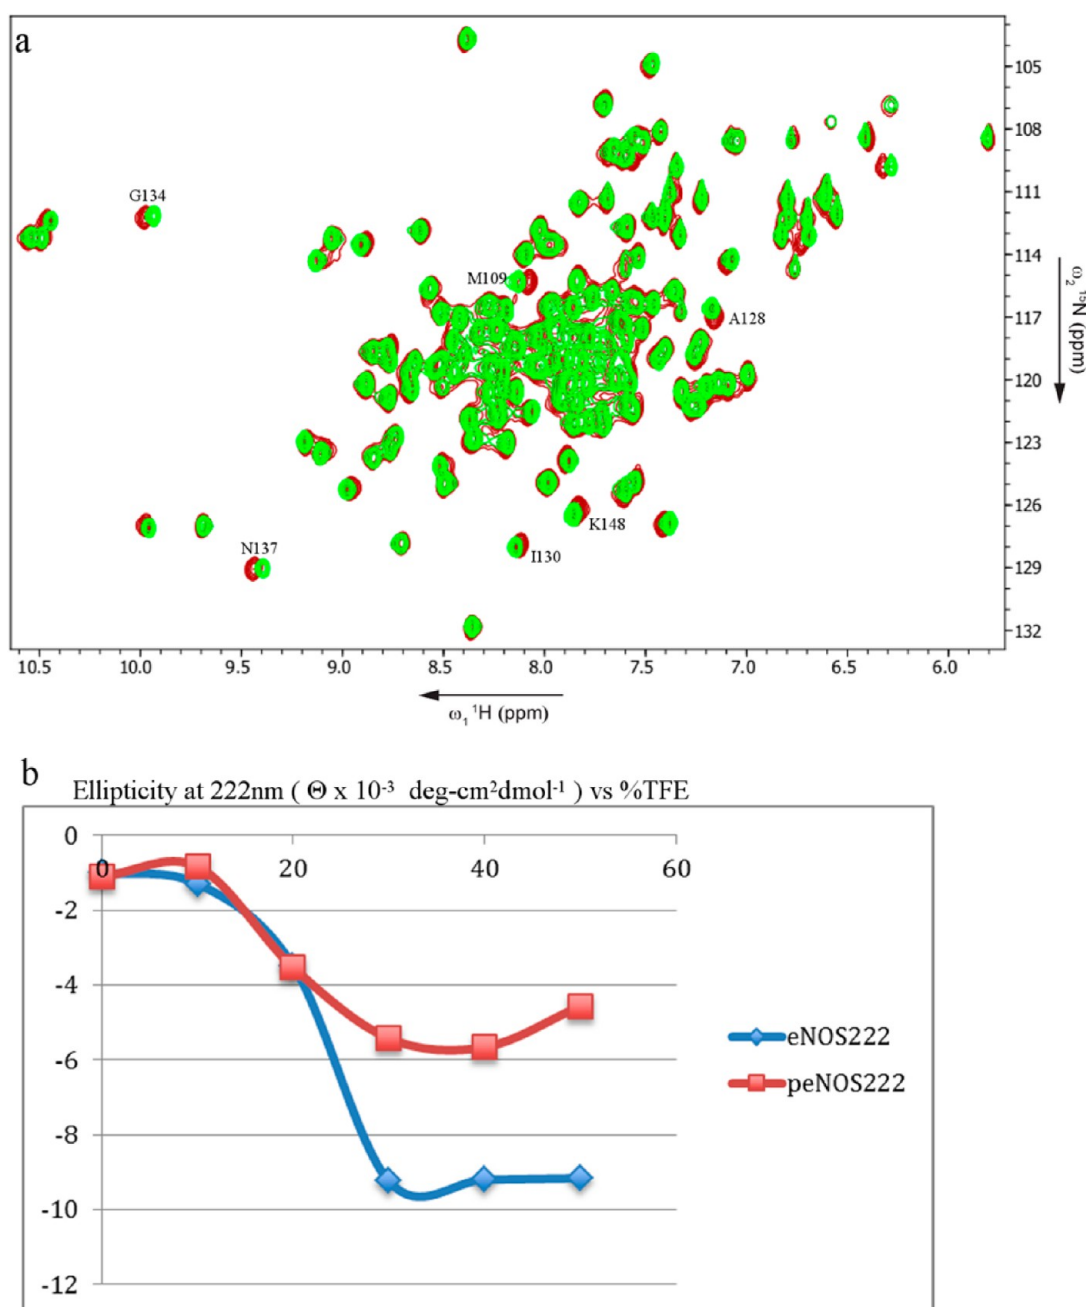 a
105
108
111
G134
114
M109
117
A128
120
123
126
K148
N137
I130
129
132
10.5 10.0 9.5 9.0 8.5 8.0 7.5 7.0 6.5 6.0
ω₁ ¹H (ppm)
ω₂ ¹⁵N (ppm)
b
Ellipticity at 222nm ( Θ x 10⁻³ deg-cm²dmol⁻¹ ) vs %TFE
0
0 20 40 60
-2
-4
-6
-8
-10
-12
eNOS222
peNOS222